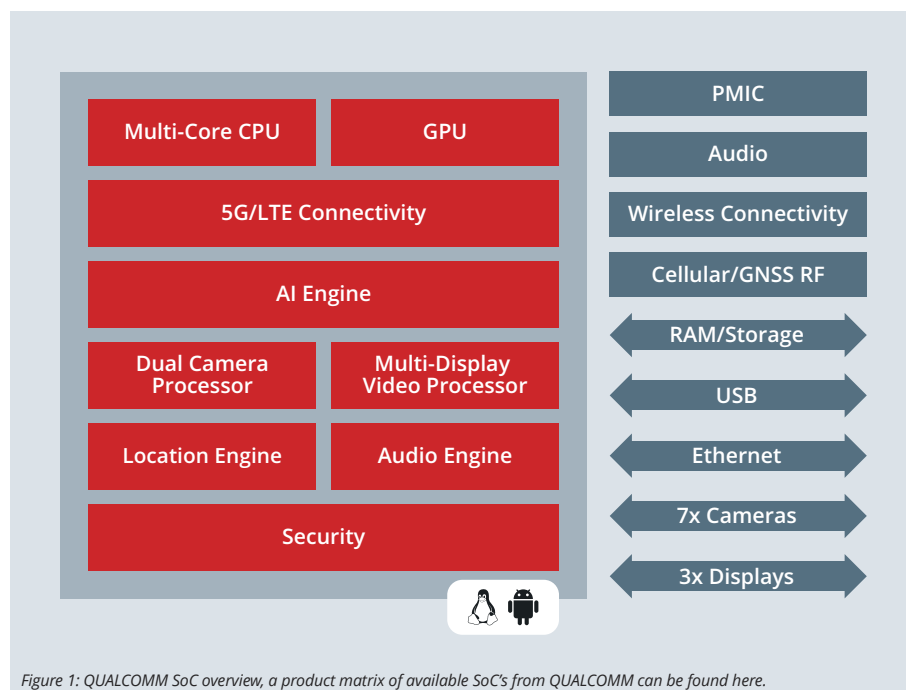 Multi-Core CPU
GPU
5G/LTE Connectivity
AI Engine
Dual Camera
Processor
Multi-Display
Video Processor
Location Engine
Audio Engine
Security
PMIC
Audio
Wireless Connectivity
Cellular/GNSS RF
RAM/Storage
USB
Ethernet
7x Cameras
3x Displays
Figure 1: QUALCOMM SoC overview, a product matrix of available SoC's from QUALCOMM can be found here.